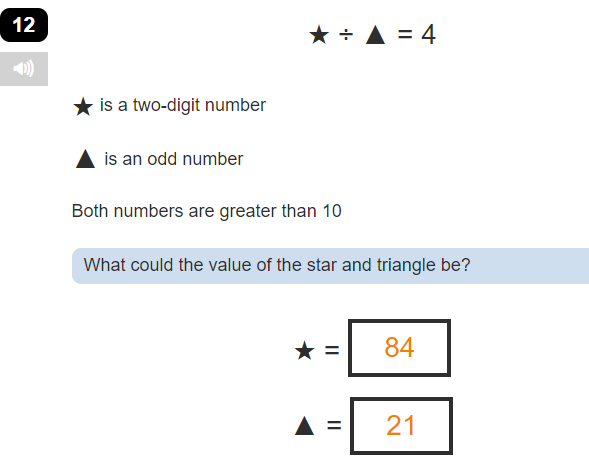 12
★ ÷ ▲ = 4
★ is a two-digit number
▲ is an odd number
Both numbers are greater than 10
What could the value of the star and triangle be?
★ = 84
▲ = 21